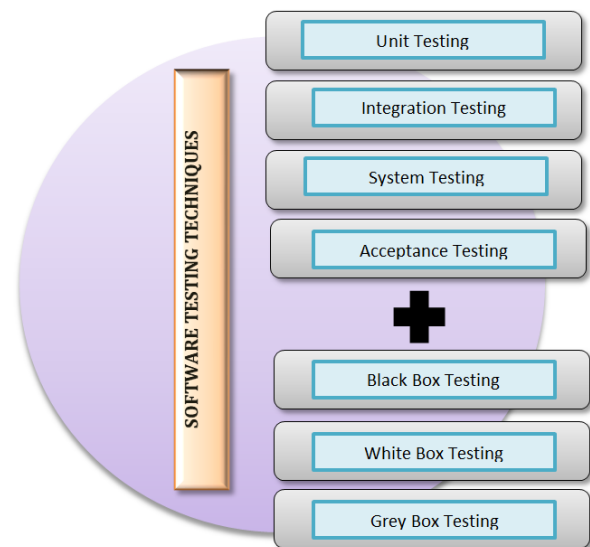 SOFTWARE TESTING TECHNIQUES
Unit Testing
Integration Testing
System Testing
Acceptance Testing
Black Box Testing
White Box Testing
Grey Box Testing